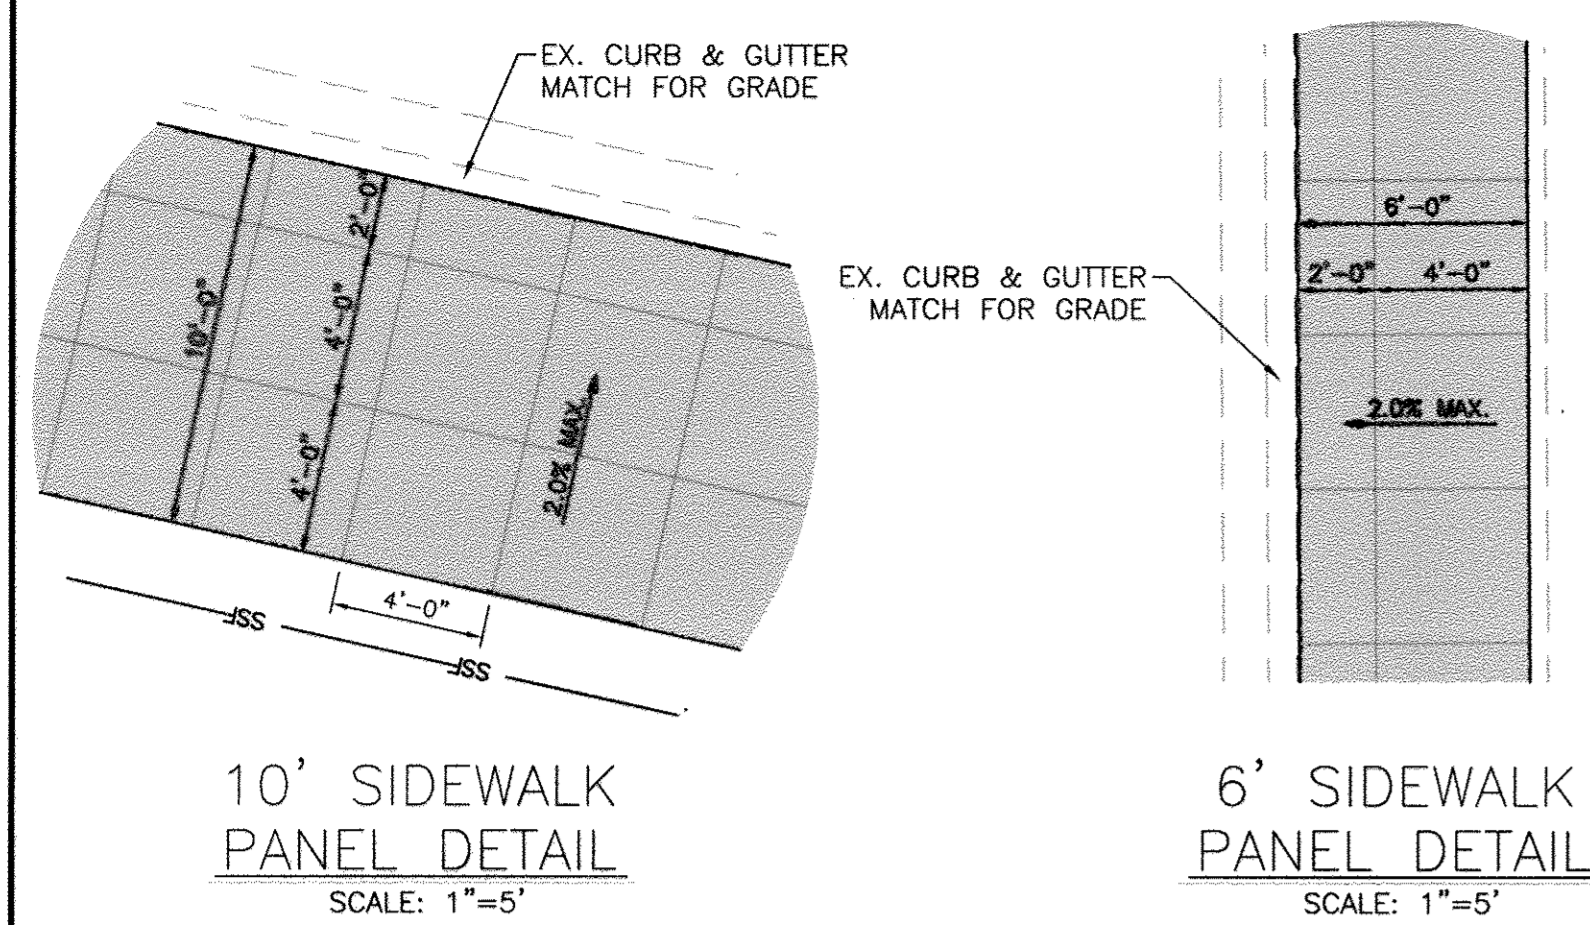 EX. CURB & GUTTER
MATCH FOR GRADE
10'-0"
2'-0"
4'-0"
4'-0"
2.0% MAX.
4'-0"
SSF
SSF
10' SIDEWALK
PANEL DETAIL
SCALE: 1"=5'
EX. CURB & GUTTER
MATCH FOR GRADE
6'-0"
2'-0"
4'-0"
2.0% MAX.
6' SIDEWALK
PANEL DETAIL
SCALE: 1"=5'